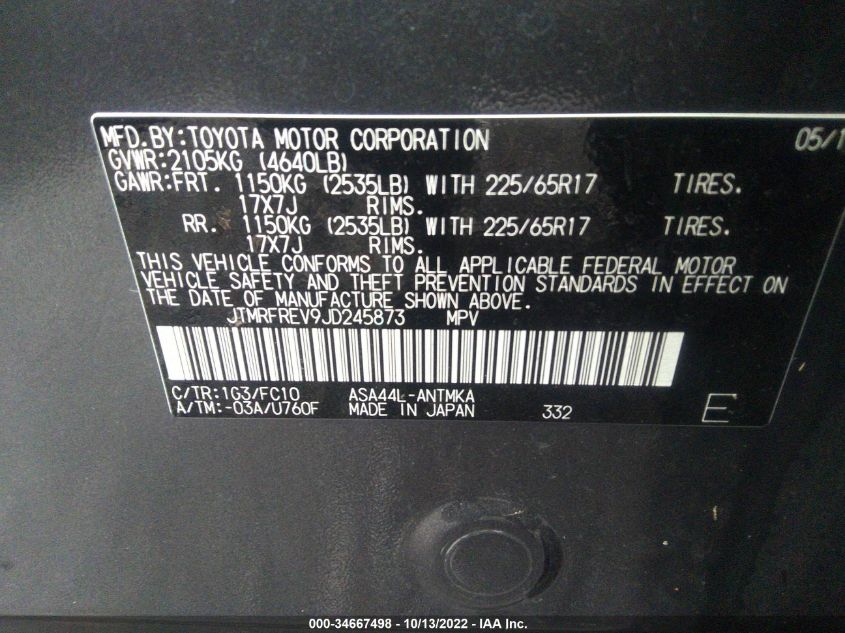 MFD.BY:TOYOTA MOTOR CORPORATION 05/1
GVWR:2105KG (4640LB)
GAWR:FRT. 1150KG (2535LB) WITH 225/65R17 TIRES.
17X7J RIMS.
RR. 1150KG (2535LB) WITH 225/65R17 TIRES.
17X7J RIMS.
THIS VEHICLE CONFORMS TO ALL APPLICABLE FEDERAL MOTOR
VEHICLE SAFETY AND THEFT PREVENTION STANDARDS IN EFFECT ON
THE DATE OF MANUFACTURE SHOWN ABOVE.
JTMRFREV9JD245873 MPV
C/TR:1G3/FC10 ASA44L-ANTMKA
A/TM:-03A/U760F MADE IN JAPAN 332 E
000-34667498 - 10/13/2022 - IAA Inc.